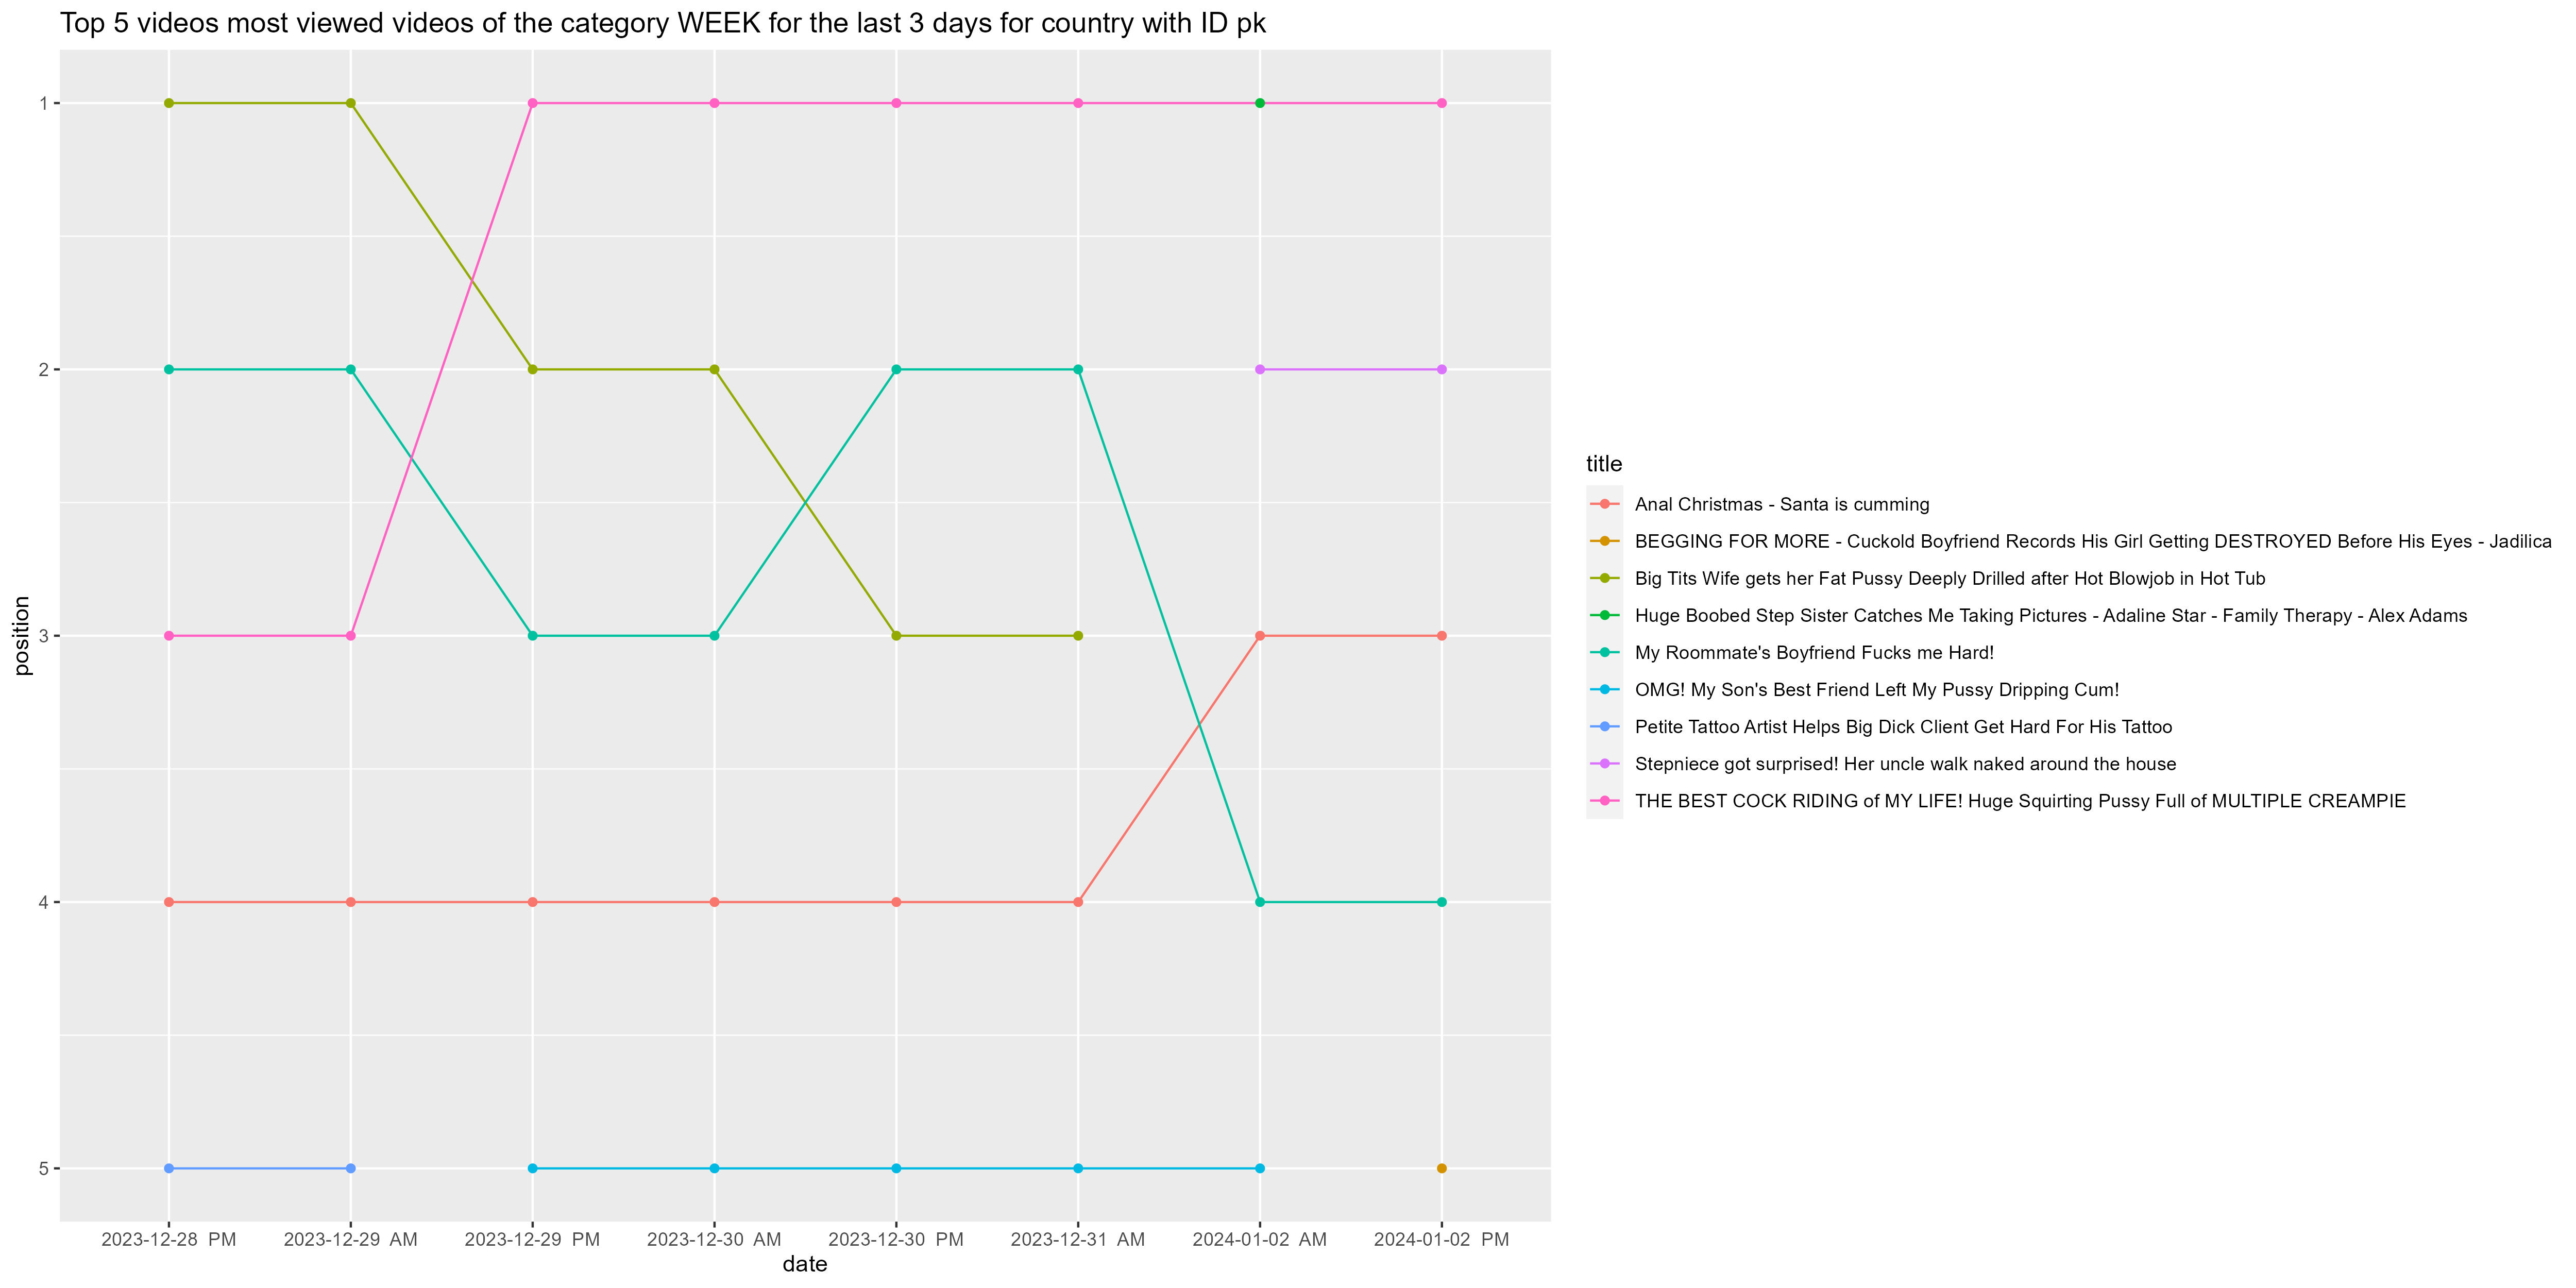 Top 5 videos most viewed videos of the category WEEK for the last 3 days for country with ID pk
1
2
3
4
5
position
2023-12-28 PM
2023-12-29 AM
2023-12-29 PM
2023-12-30 AM
2023-12-30 PM
2023-12-31 AM
2024-01-02 AM
2024-01-02 PM
date
title
Anal Christmas - Santa is cumming
BEGGING FOR MORE - Cuckold Boyfriend Records His Girl Getting DESTROYED Before His Eyes - Jadilica
Big Tits Wife gets her Fat Pussy Deeply Drilled after Hot Blowjob in Hot Tub
Huge Boobed Step Sister Catches Me Taking Pictures - Adaline Star - Family Therapy - Alex Adams
My Roommate's Boyfriend Fucks me Hard!
OMG! My Son's Best Friend Left My Pussy Dripping Cum!
Petite Tattoo Artist Helps Big Dick Client Get Hard For His Tattoo
Stepniece got surprised! Her uncle walk naked around the house
THE BEST COCK RIDING of MY LIFE! Huge Squirting Pussy Full of MULTIPLE CREAMPIE